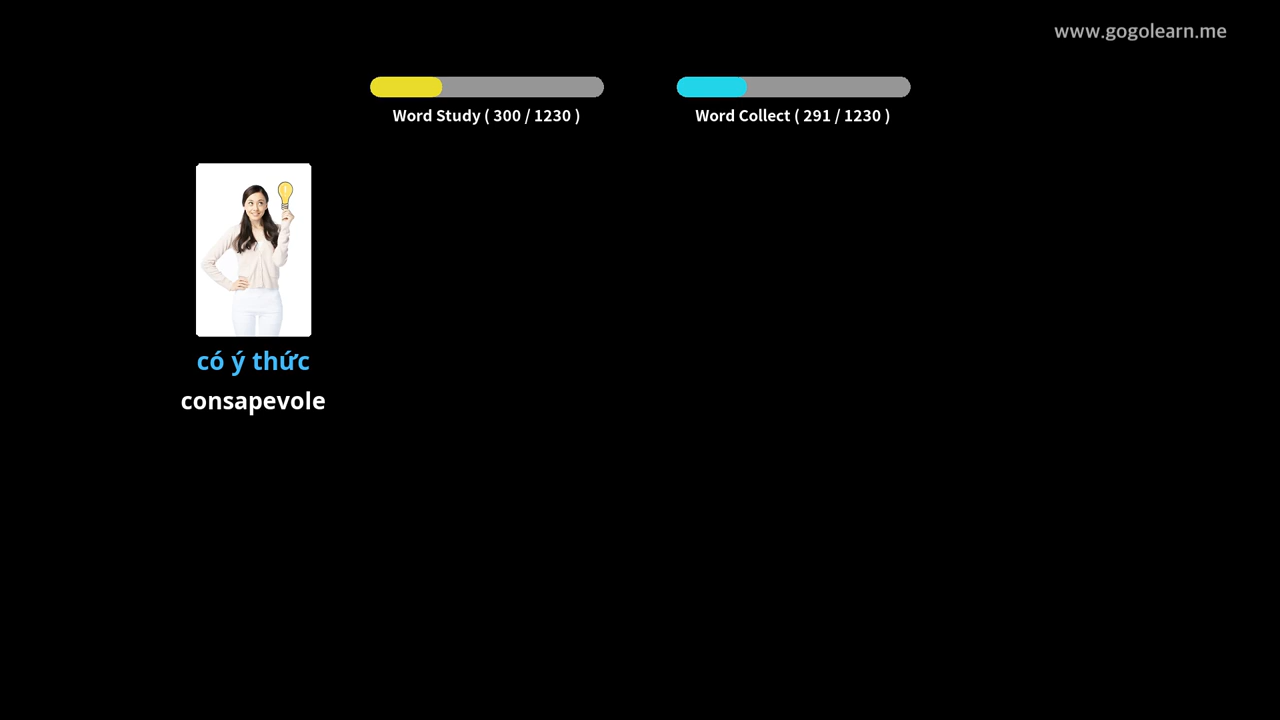 www.gogolearn.me
Word Study ( 300 / 1230 )
Word Collect ( 291 / 1230 )
có ý thức
consapevole